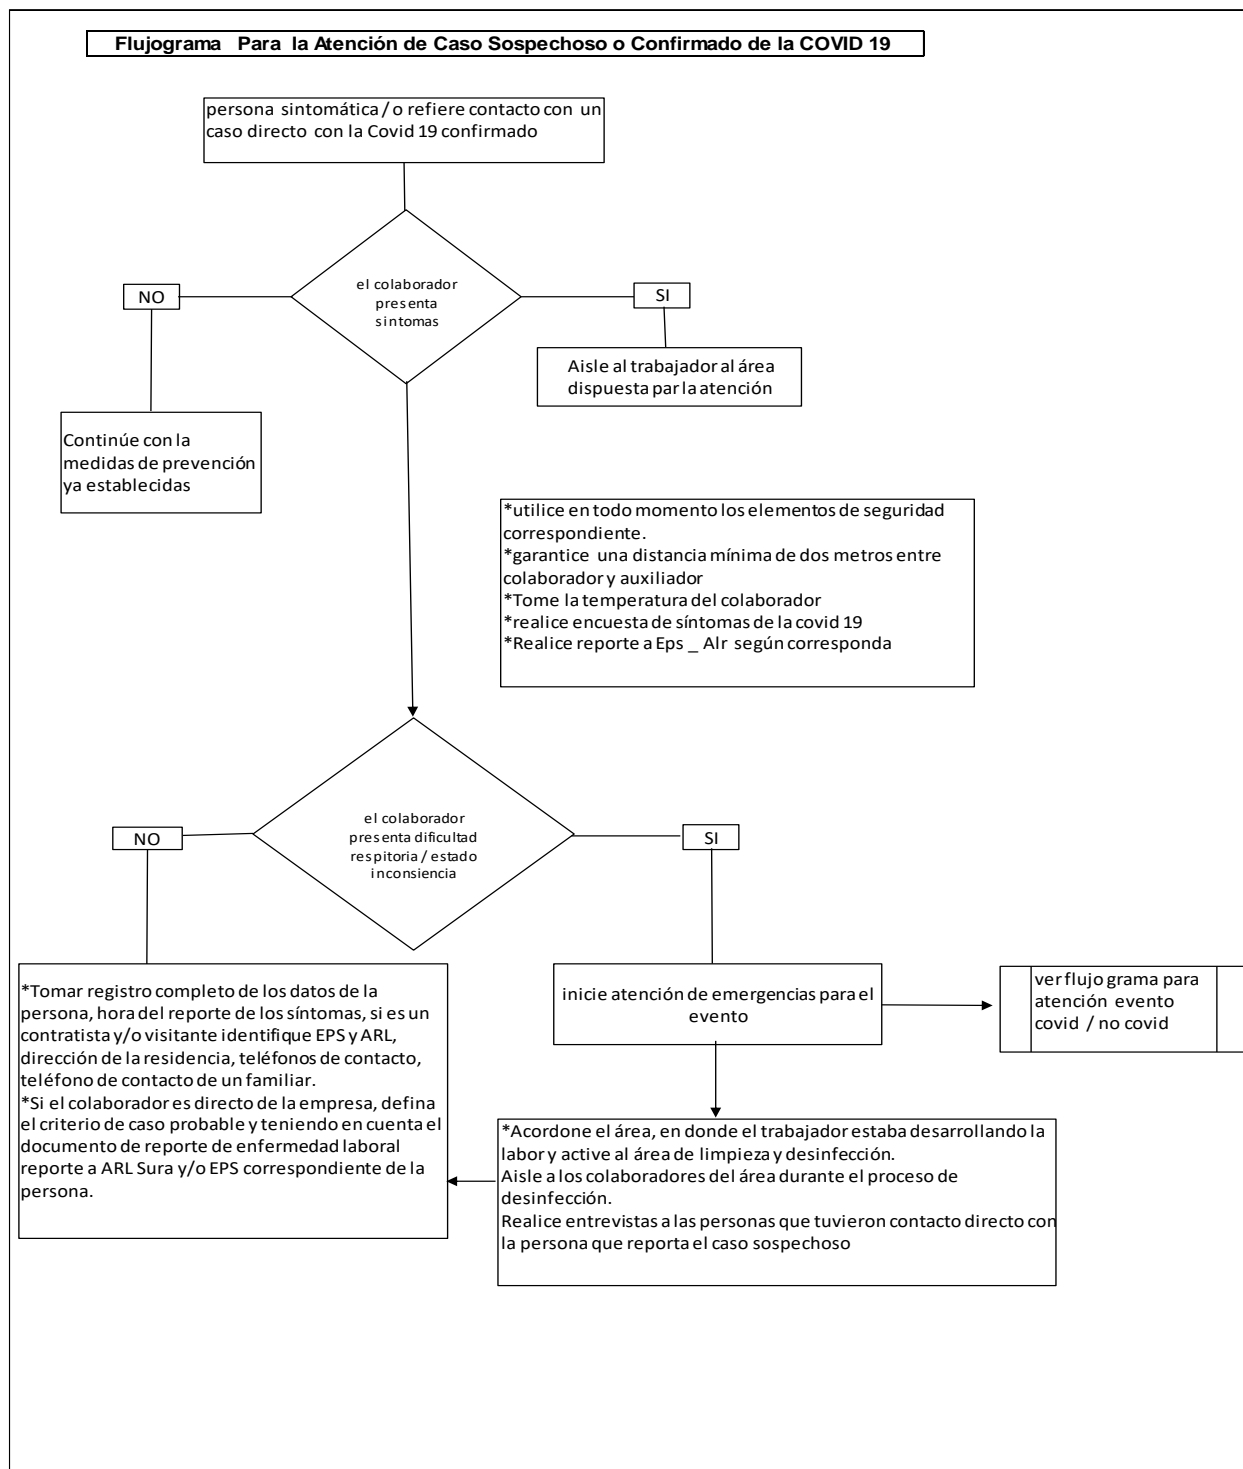 Flujograma Para la Atención de Caso Sospechoso o Confirmado de la COVID 19
persona sintomática / o refiere contacto con un
caso directo con la Covid 19 confirmado
el colaborador
presenta
sintomas
NO
SI
Aisle al trabajador al área
dispuesta par la atención
Continúe con la
medidas de prevención
ya establecidas
*utilice en todo momento los elementos de seguridad
correspondiente.
*garantice una distancia mínima de dos metros entre
colaborador y auxiliador
*Tome la temperatura del colaborador
*realice encuesta de síntomas de la covid 19
*Realice reporte a Eps _ Alr según corresponda
el colaborador
presenta dificultad
respitoria / estado
inconsiencia
NO
SI
*Tomar registro completo de los datos de la
persona, hora del reporte de los síntomas, si es un
contratista y/o visitante identifique EPS y ARL,
dirección de la residencia, teléfonos de contacto,
teléfono de contacto de un familiar.
*Si el colaborador es directo de la empresa, defina
el criterio de caso probable y teniendo en cuenta el
documento de reporte de enfermedad laboral
reporte a ARL Sura y/o EPS correspondiente de la
persona.
inicie atención de emergencias para el
evento
ver flujo grama para
atención evento
covid / no covid
*Acordone el área, en donde el trabajador estaba desarrollando la
labor y active al área de limpieza y desinfección.
Aisle a los colaboradores del área durante el proceso de
desinfección.
Realice entrevistas a las personas que tuvieron contacto directo con
la persona que reporta el caso sospechoso